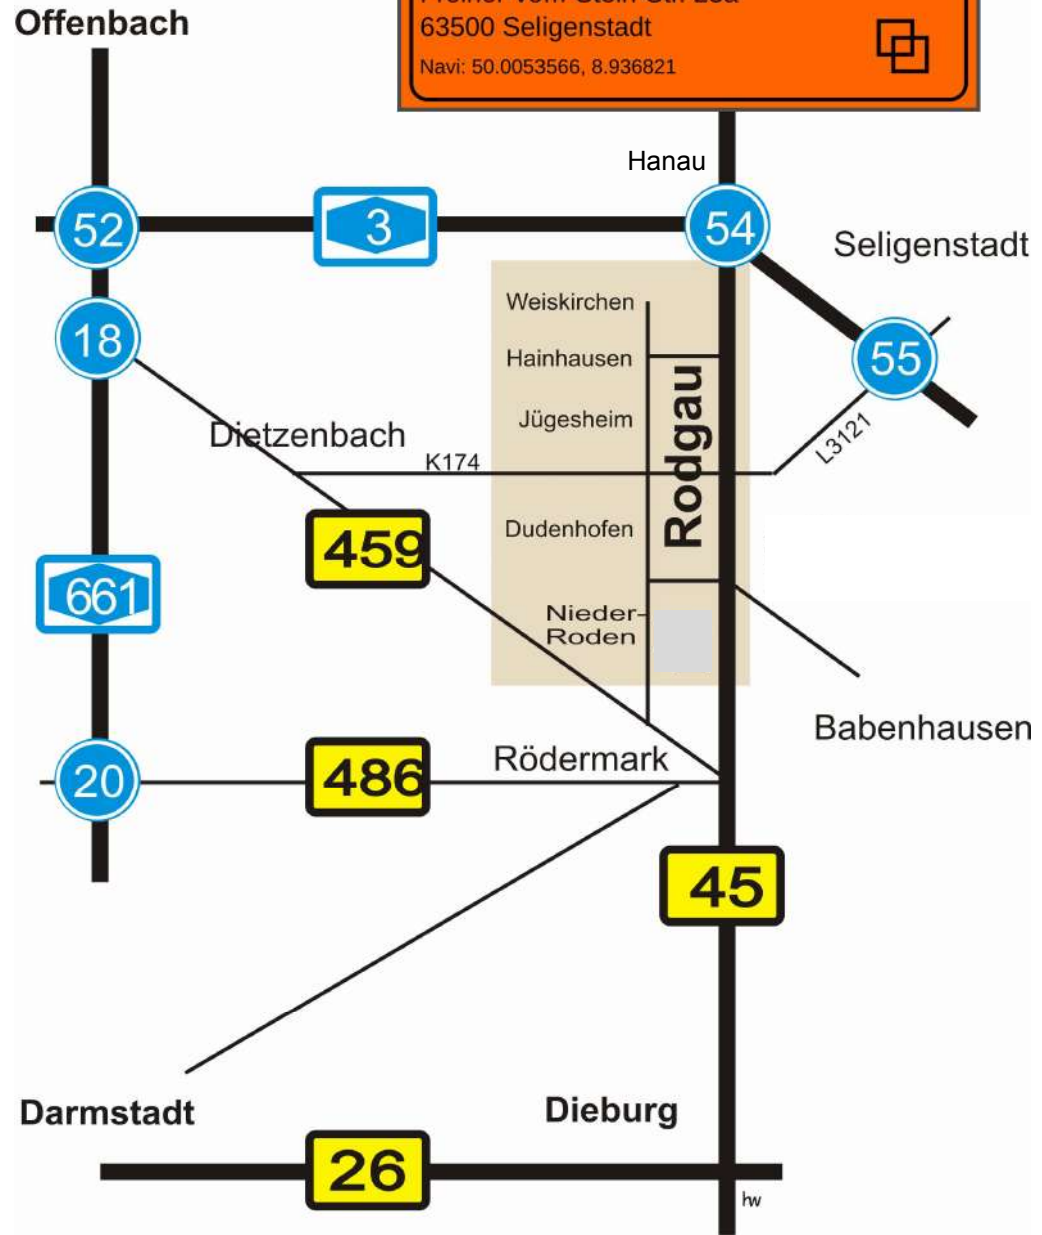 Offenbach
63500 Seligenstadt
Navi: 50.0053566, 8.936821
Hanau
52
3
54
Seligenstadt
Weiskirchen
18
Hainhausen
55
Jügesheim
Rodgau
Dietzenbach
K174
L3121
459
Dudenhofen
661
Nieder-
Roden
Babenhausen
Rödermark
20
486
45
Darmstadt
Dieburg
26
hw